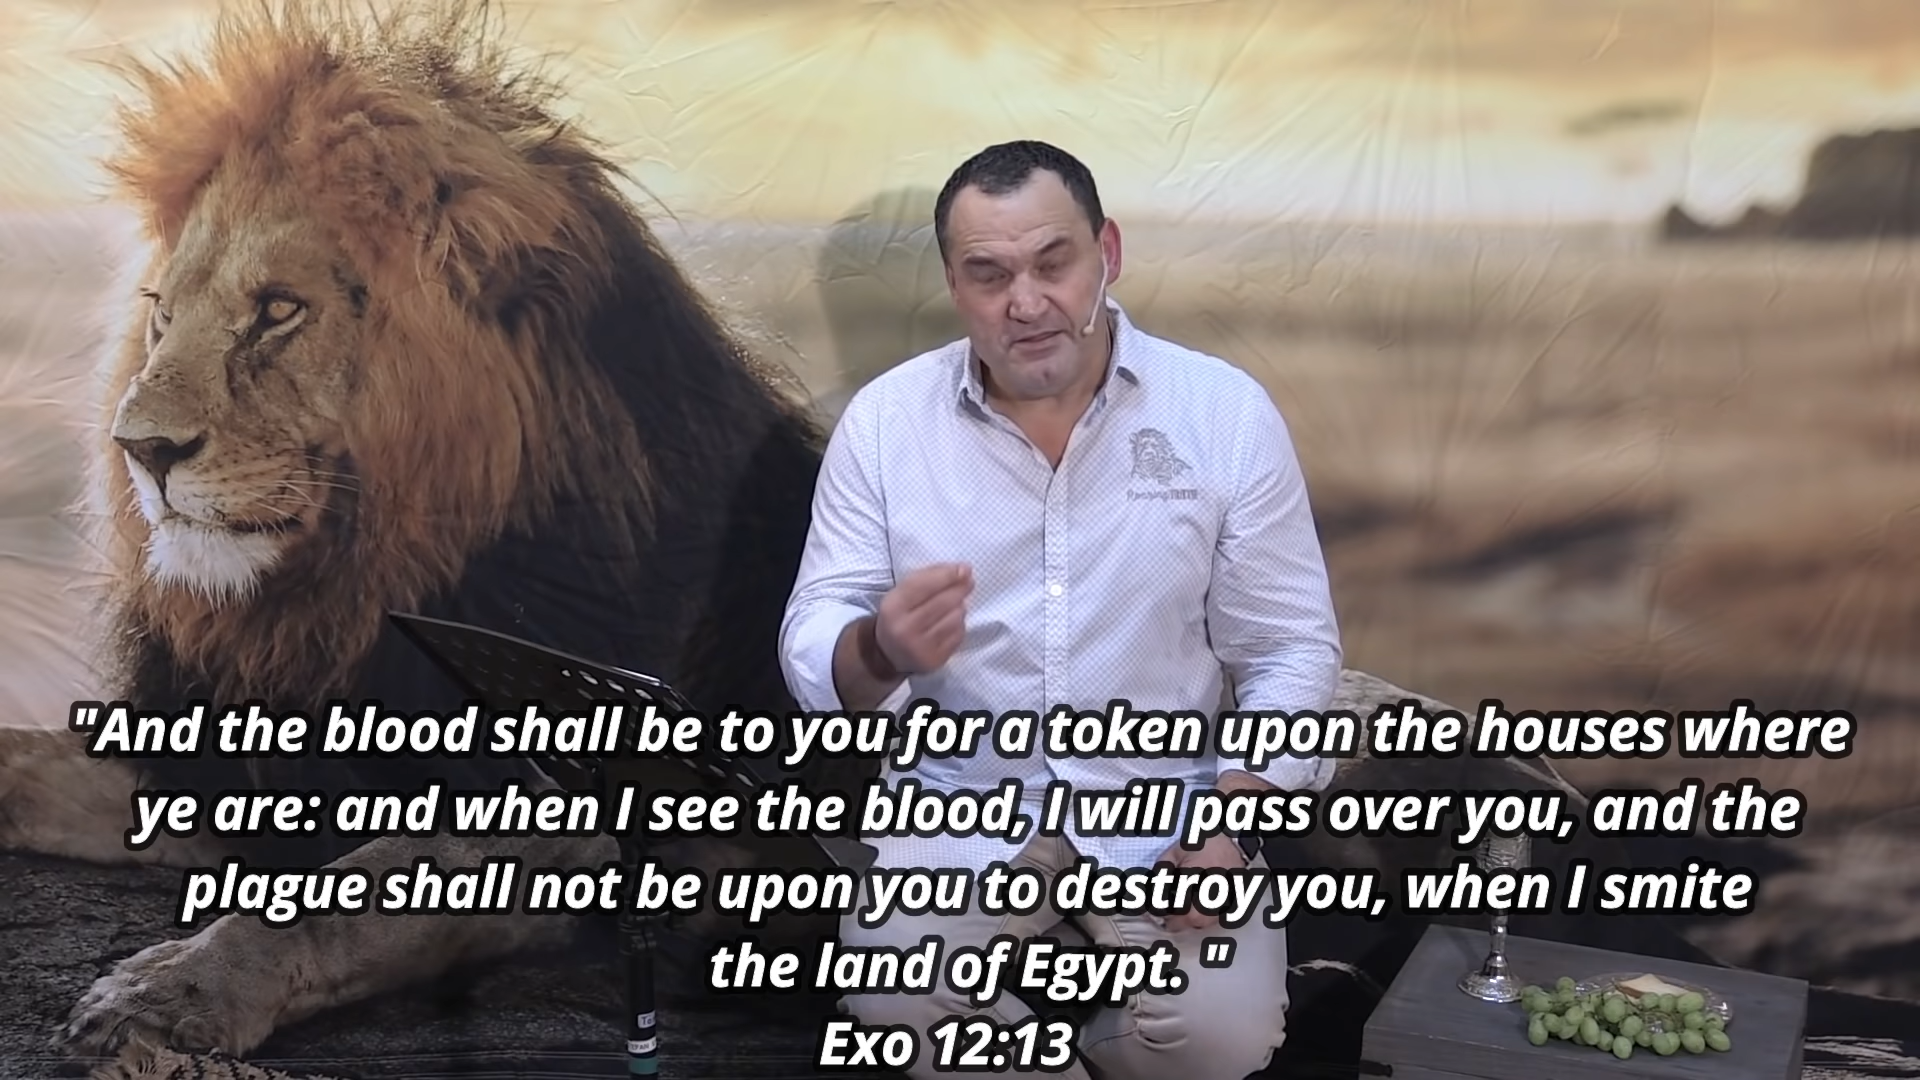 Roaring
"And the blood shall be to you for a token upon the houses where
ye are: and when I see the blood, I will pass over you, and the
plague shall not be upon you to destroy you, when I smite
the land of Egypt. "
Exo 12:13